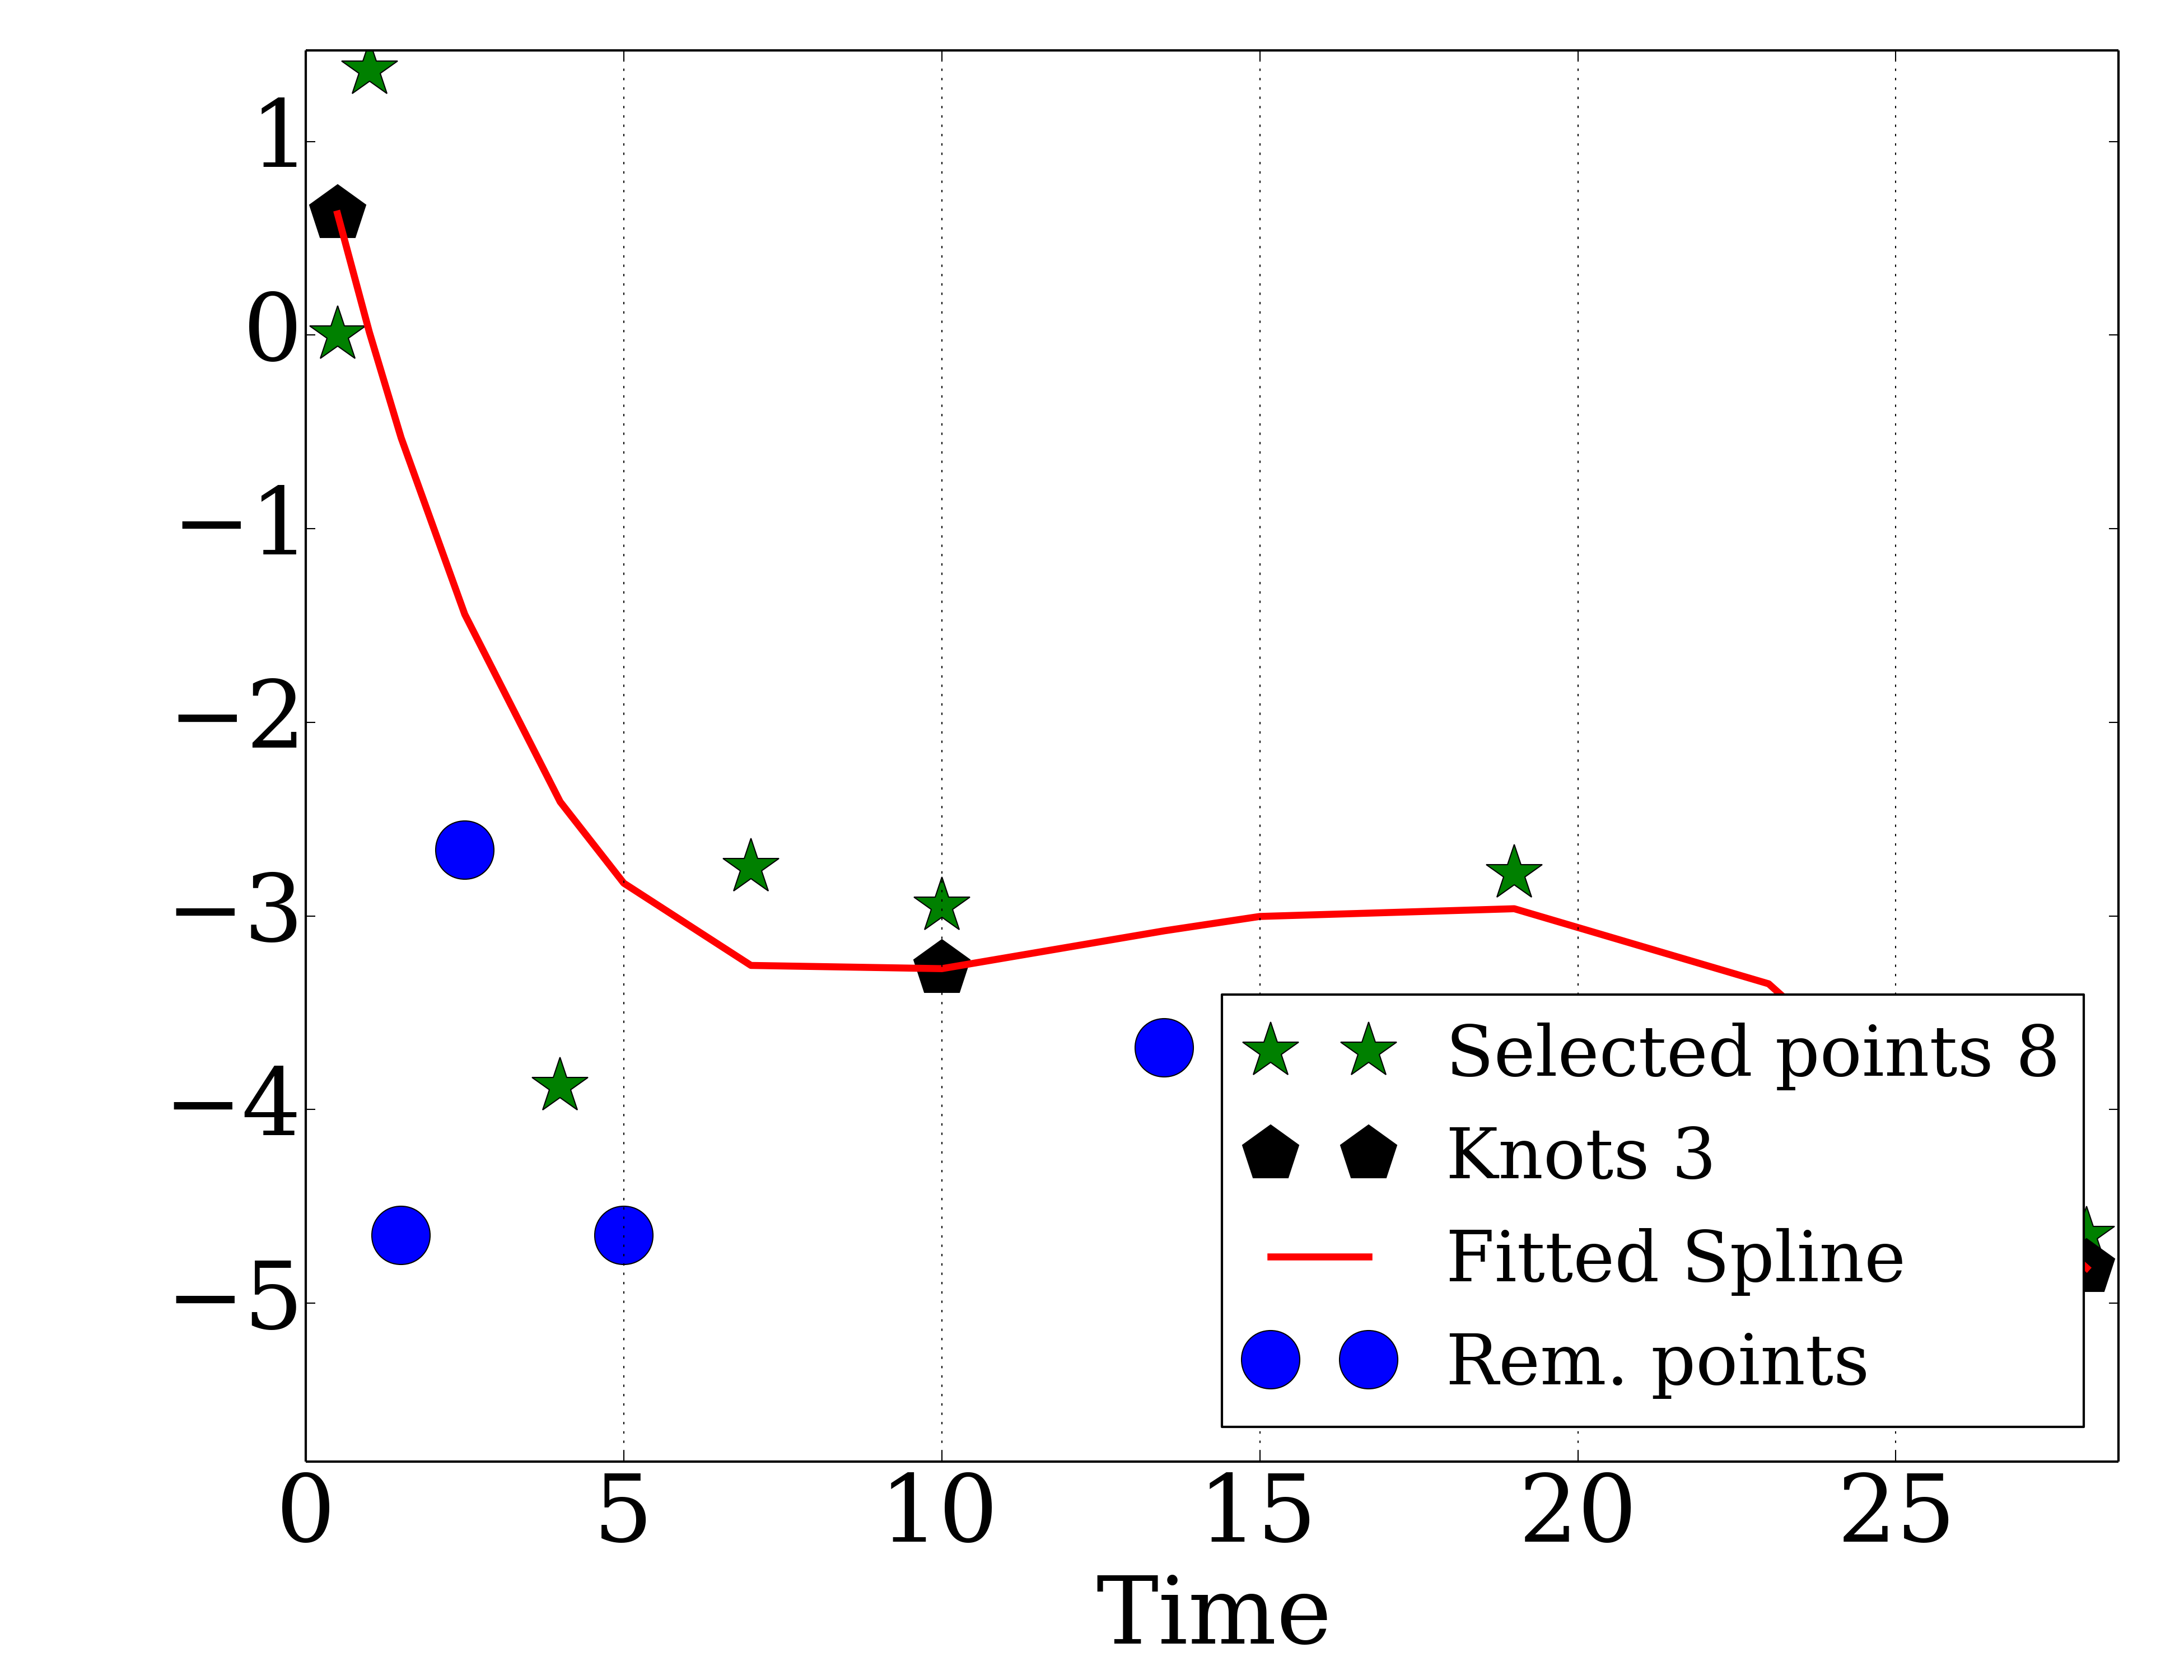 1
0
−1
−2
−3
−4
−5
Selected points 8
Knots 3
Fitted Spline
Rem. points
0 5 10 15 20 25
Time